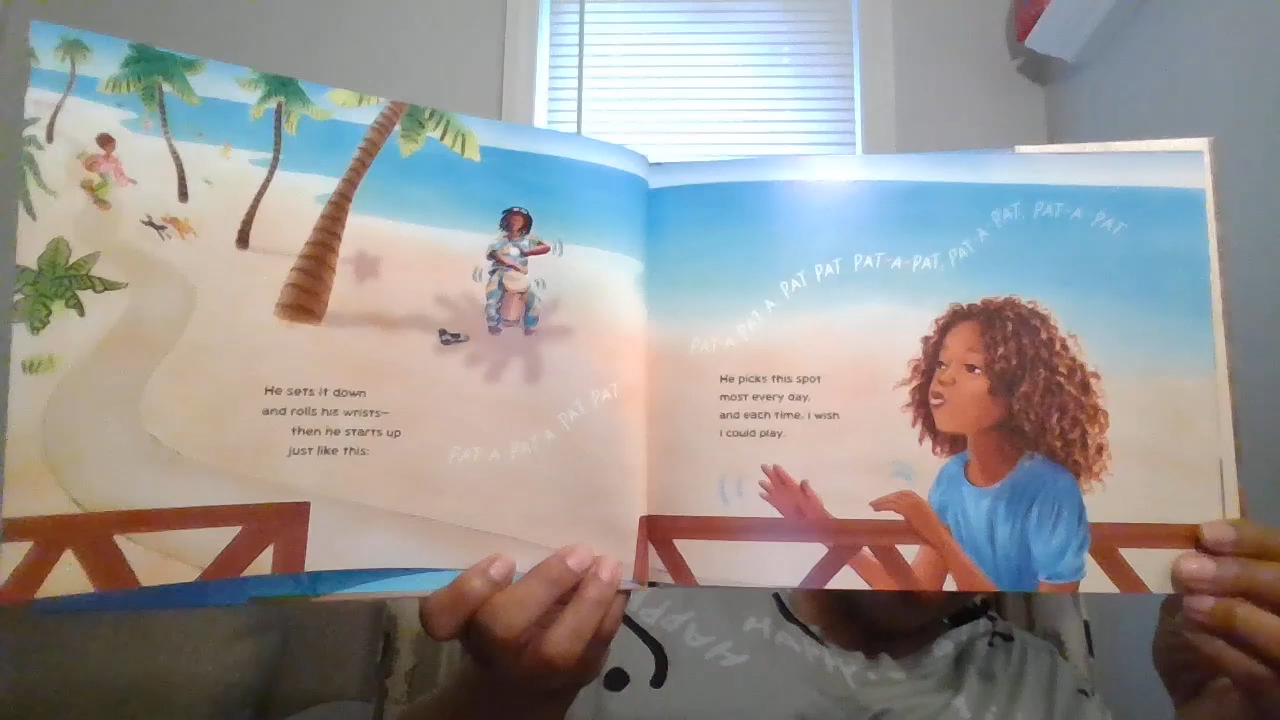 He sets it down
and rolls his wrists—
then he starts up
just like this:
PAT-A PAT-A PAT PAT
PAT-A-PAT-A PAT PAT PAT-A-PAT, PAT-A-PAT, PAT-A-PAT
He picks this spot
most every day,
and each time, I wish
I could play.
HAPPY